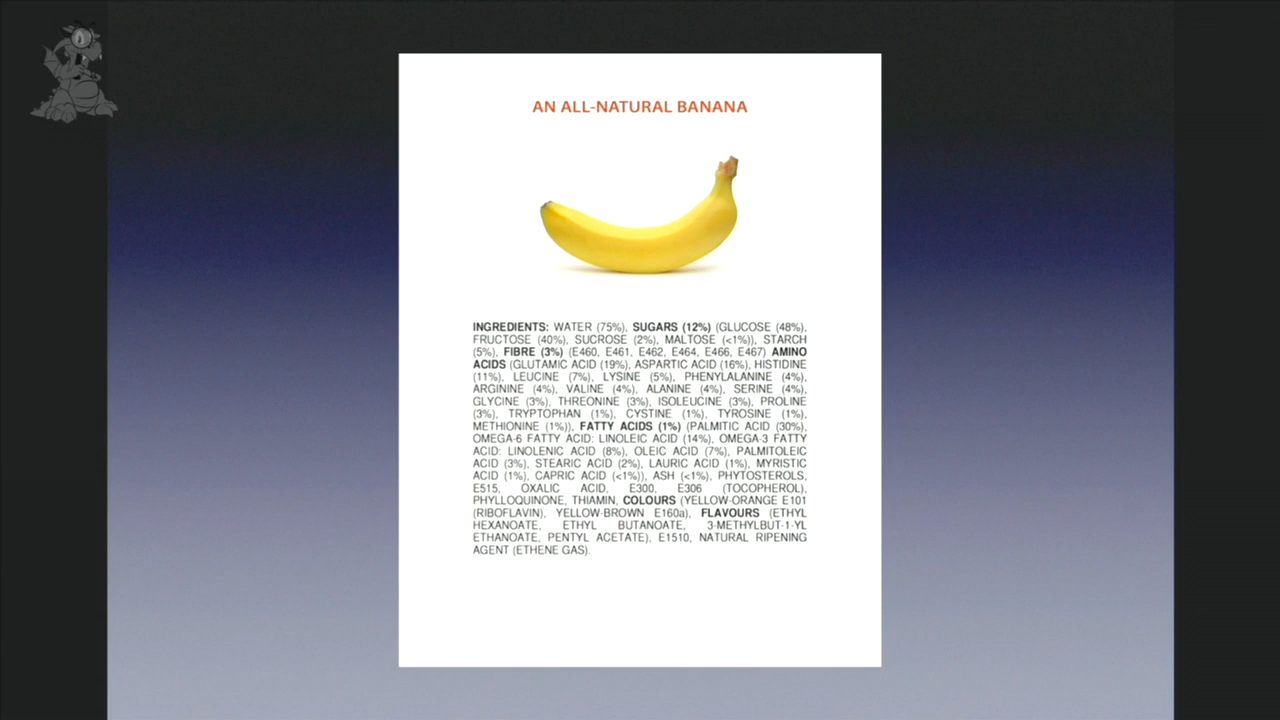 AN ALL-NATURAL BANANA
INGREDIENTS: WATER (75%), SUGARS (12%) (GLUCOSE (48%),
FRUCTOSE (40%), SUCROSE (2%), MALTOSE (<1%)), STARCH
(5%), FIBRE (3%) (E460, E461, E462, E464, E466, E467) AMINO
ACIDS (GLUTAMIC ACID (19%), ASPARTIC ACID (16%), HISTIDINE
(11%), LEUCINE (7%), LYSINE (5%), PHENYLALANINE (4%),
ARGININE (4%), VALINE (4%), ALANINE (4%), SERINE (4%),
GLYCINE (3%), THREONINE (3%), ISOLEUCINE (3%), PROLINE
(3%), TRYPTOPHAN (1%), CYSTINE (1%), TYROSINE (1%),
METHIONINE (1%)), FATTY ACIDS (1%) (PALMITIC ACID (30%),
OMEGA-6 FATTY ACID: LINOLEIC ACID (14%), OMEGA-3 FATTY
ACID: LINOLENIC ACID (8%), OLEIC ACID (7%), PALMITOLEIC
ACID (3%), STEARIC ACID (2%), LAURIC ACID (1%), MYRISTIC
ACID (1%), CAPRIC ACID (<1%)), ASH (<1%), PHYTOSTEROLS,
E515, OXALIC ACID, E300, E306 (TOCOPHEROL),
PHYLLOQUINONE, THIAMIN, COLOURS (YELLOW-ORANGE E101
(RIBOFLAVIN), YELLOW-BROWN E160a), FLAVOURS (ETHYL
HEXANOATE, ETHYL BUTANOATE, 3-METHYLBUT-1-YL
ETHANOATE, PENTYL ACETATE), E1510, NATURAL RIPENING
AGENT (ETHENE GAS).